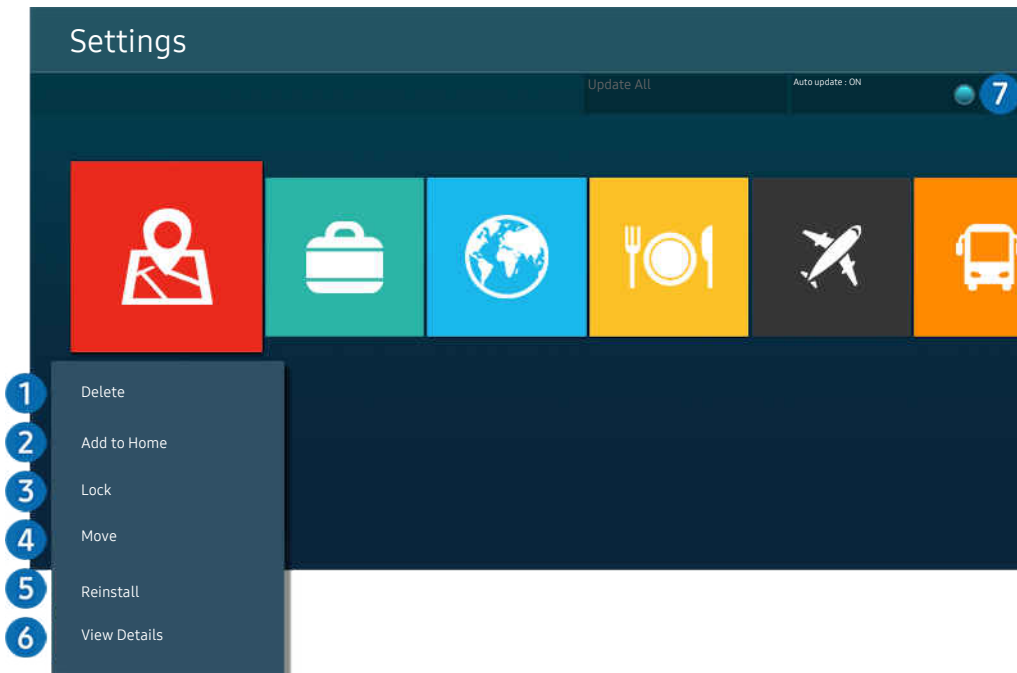 Settings
Update All
Auto update : ON
7
1 Delete
2 Add to Home
3 Lock
4 Move
5 Reinstall
6 View Details